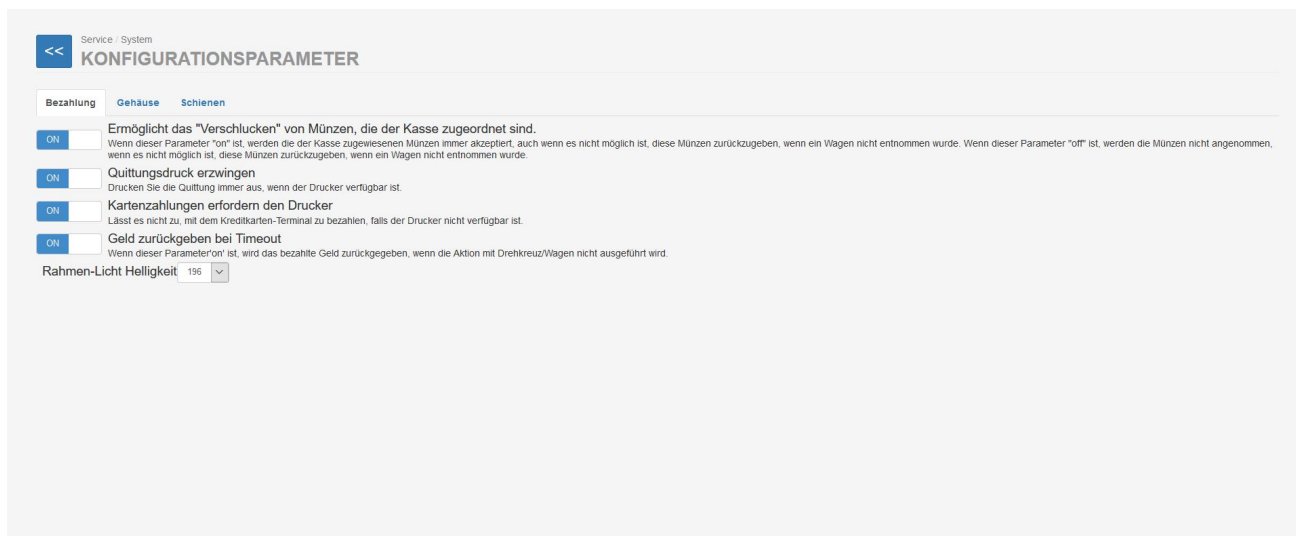 <<
Service / System
KONFIGURATIONSPARAMETER
Bezahlung Gehäuse Schienen
ON Ermöglicht das "Verschlucken" von Münzen, die der Kasse zugeordnet sind.
Wenn dieser Parameter "on" ist, werden die der Kasse zugewiesenen Münzen immer akzeptiert, auch wenn es nicht möglich ist, diese Münzen zurückzugeben, wenn ein Wagen nicht entnommen wurde. Wenn dieser Parameter "off" ist, werden die Münzen nicht angenommen,
wenn es nicht möglich ist, diese Münzen zurückzugeben, wenn ein Wagen nicht entnommen wurde.
ON Quittungsdruck erzwingen
Drucken Sie die Quittung immer aus, wenn der Drucker verfügbar ist.
ON Kartenzahlungen erfordern den Drucker
Lässt es nicht zu, mit dem Kreditkarten-Terminal zu bezahlen, falls der Drucker nicht verfügbar ist.
ON Geld zurückgeben bei Timeout
Wenn dieser Parameter'on' ist, wird das bezahlte Geld zurückgegeben, wenn die Aktion mit Drehkreuz/Wagen nicht ausgeführt wird.
Rahmen-Licht Helligkeit 196